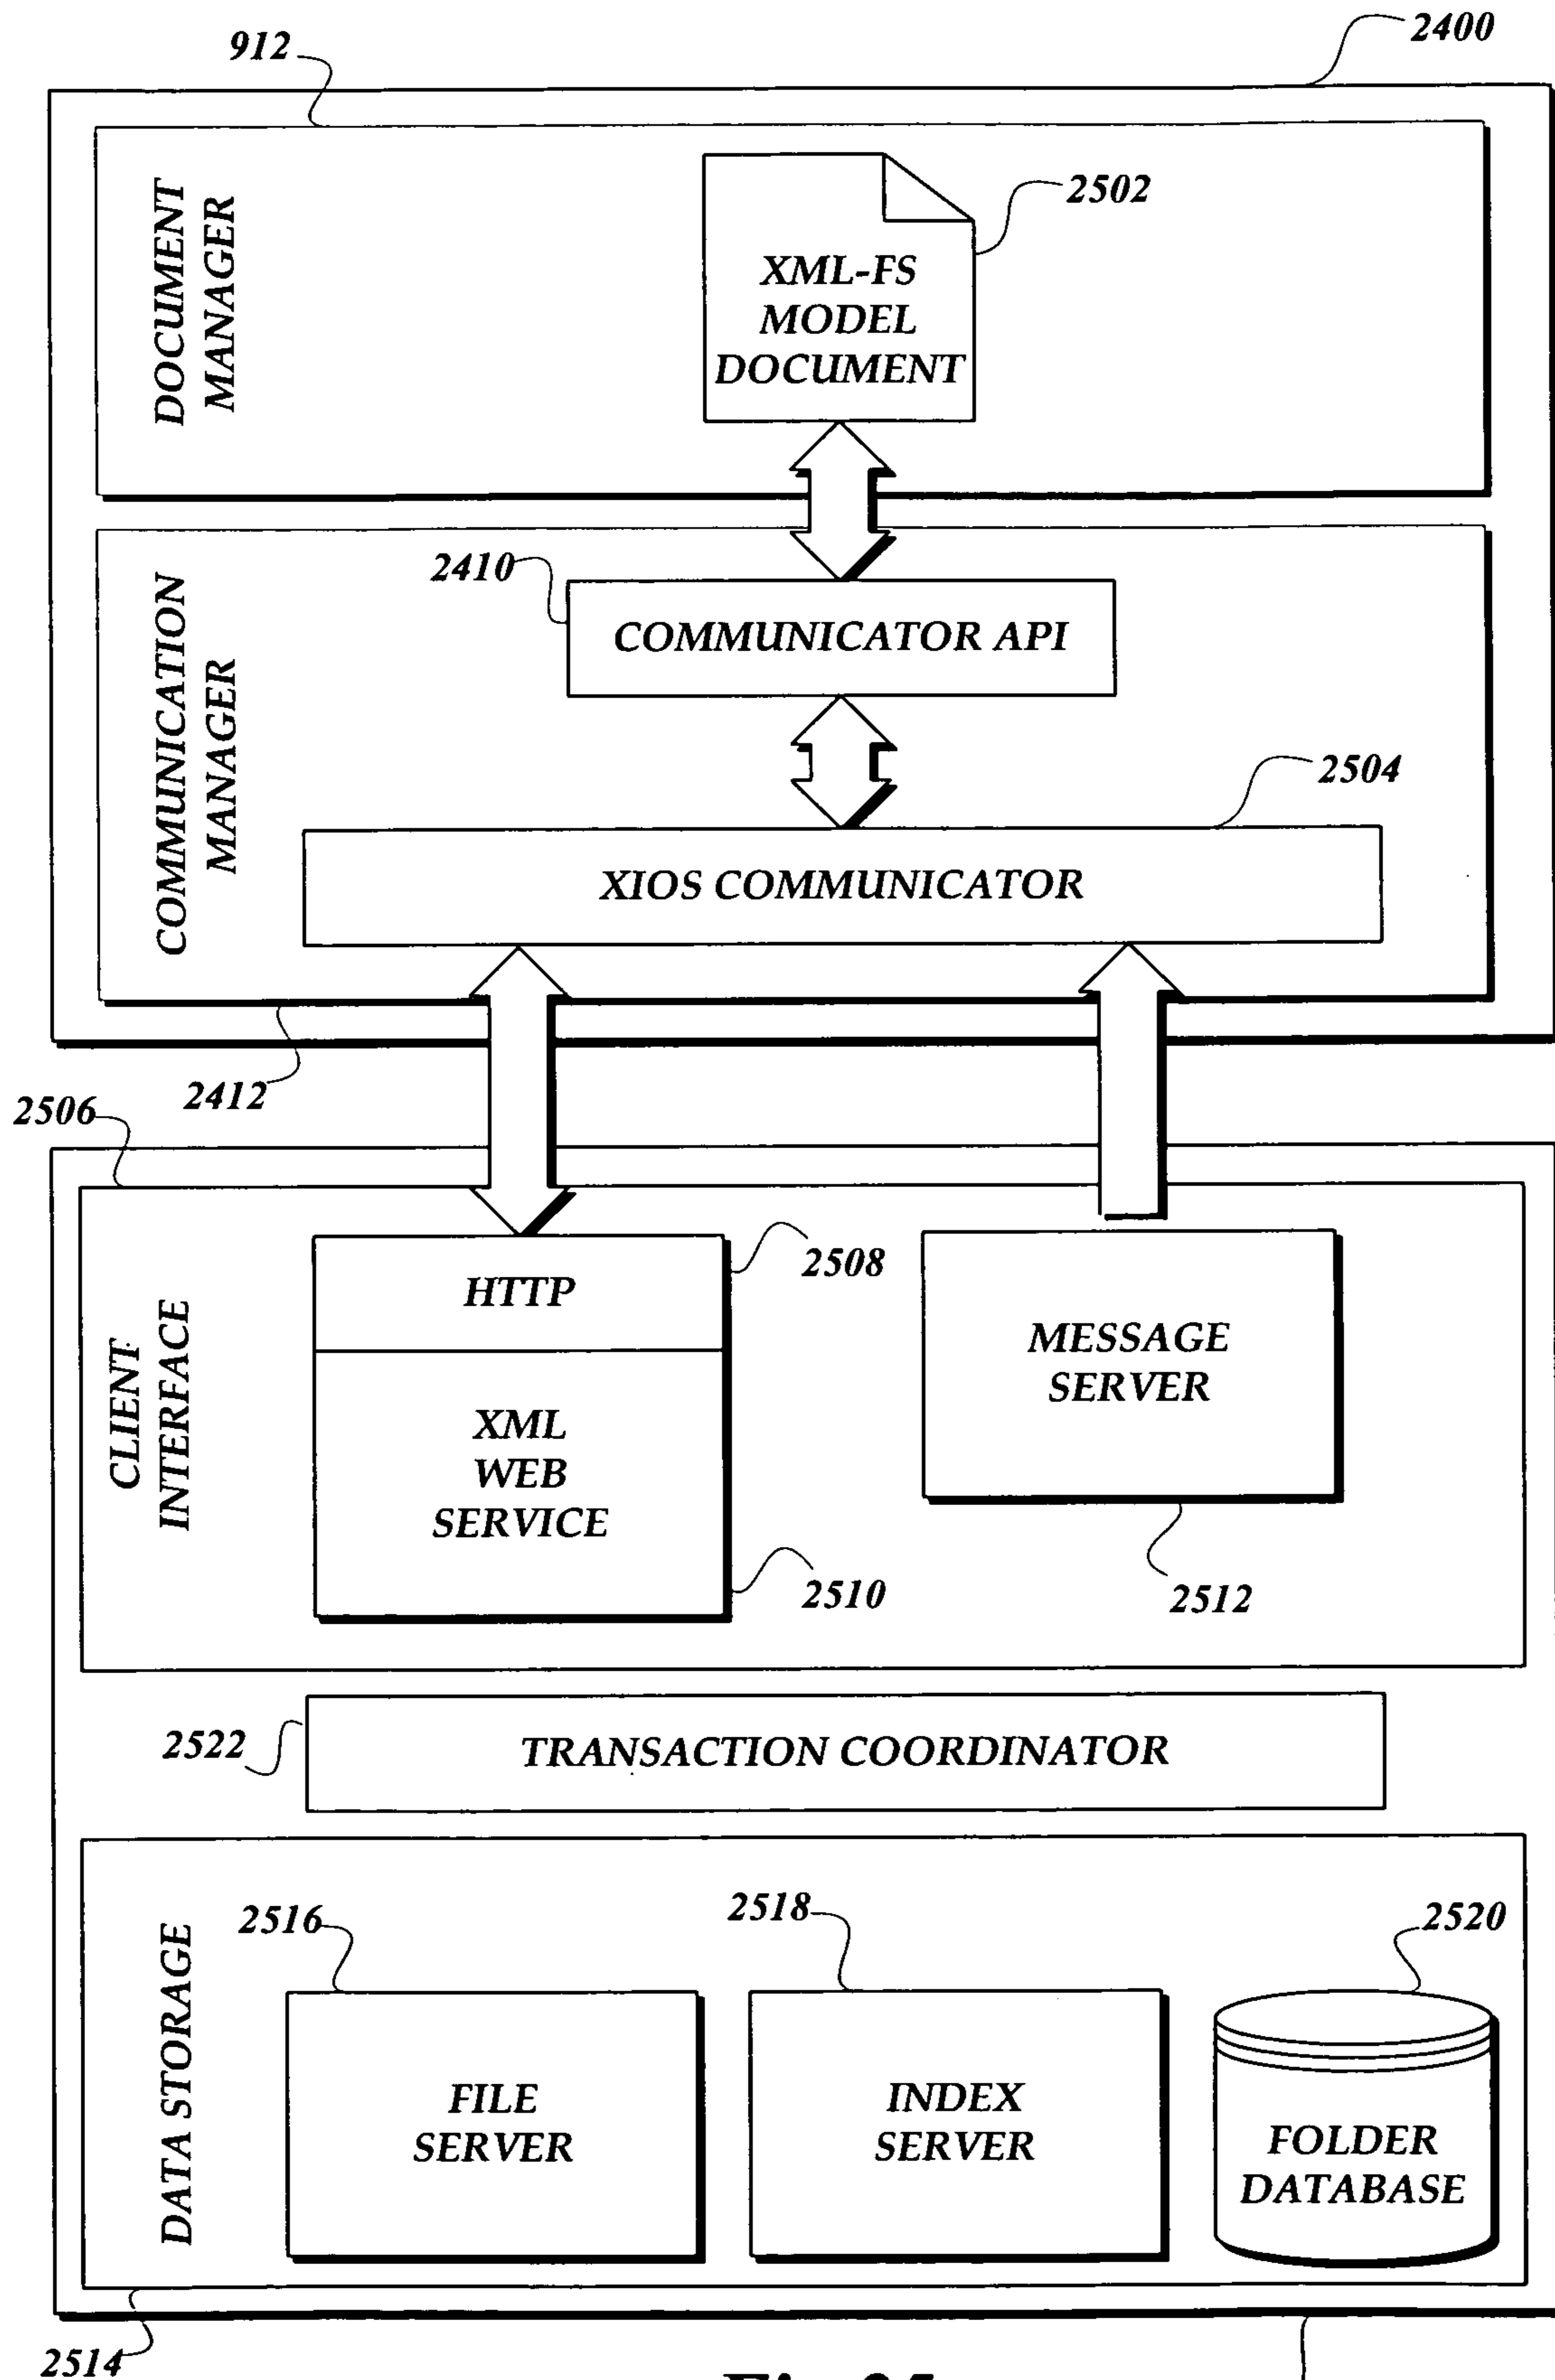 2400
912
DOCUMENT
MANAGER
2502
XML-FS
MODEL
DOCUMENT
COMMUNICATION
MANAGER
2410
COMMUNICATOR API
2504
XIOS COMMUNICATOR
2412
2506
CLIENT
INTERFACE
2508
HTTP
XML
WEB
SERVICE
2510
MESSAGE
SERVER
2512
2522
TRANSACTION COORDINATOR
DATA STORAGE
2516
FILE
SERVER
2518
INDEX
SERVER
2520
FOLDER
DATABASE
2514